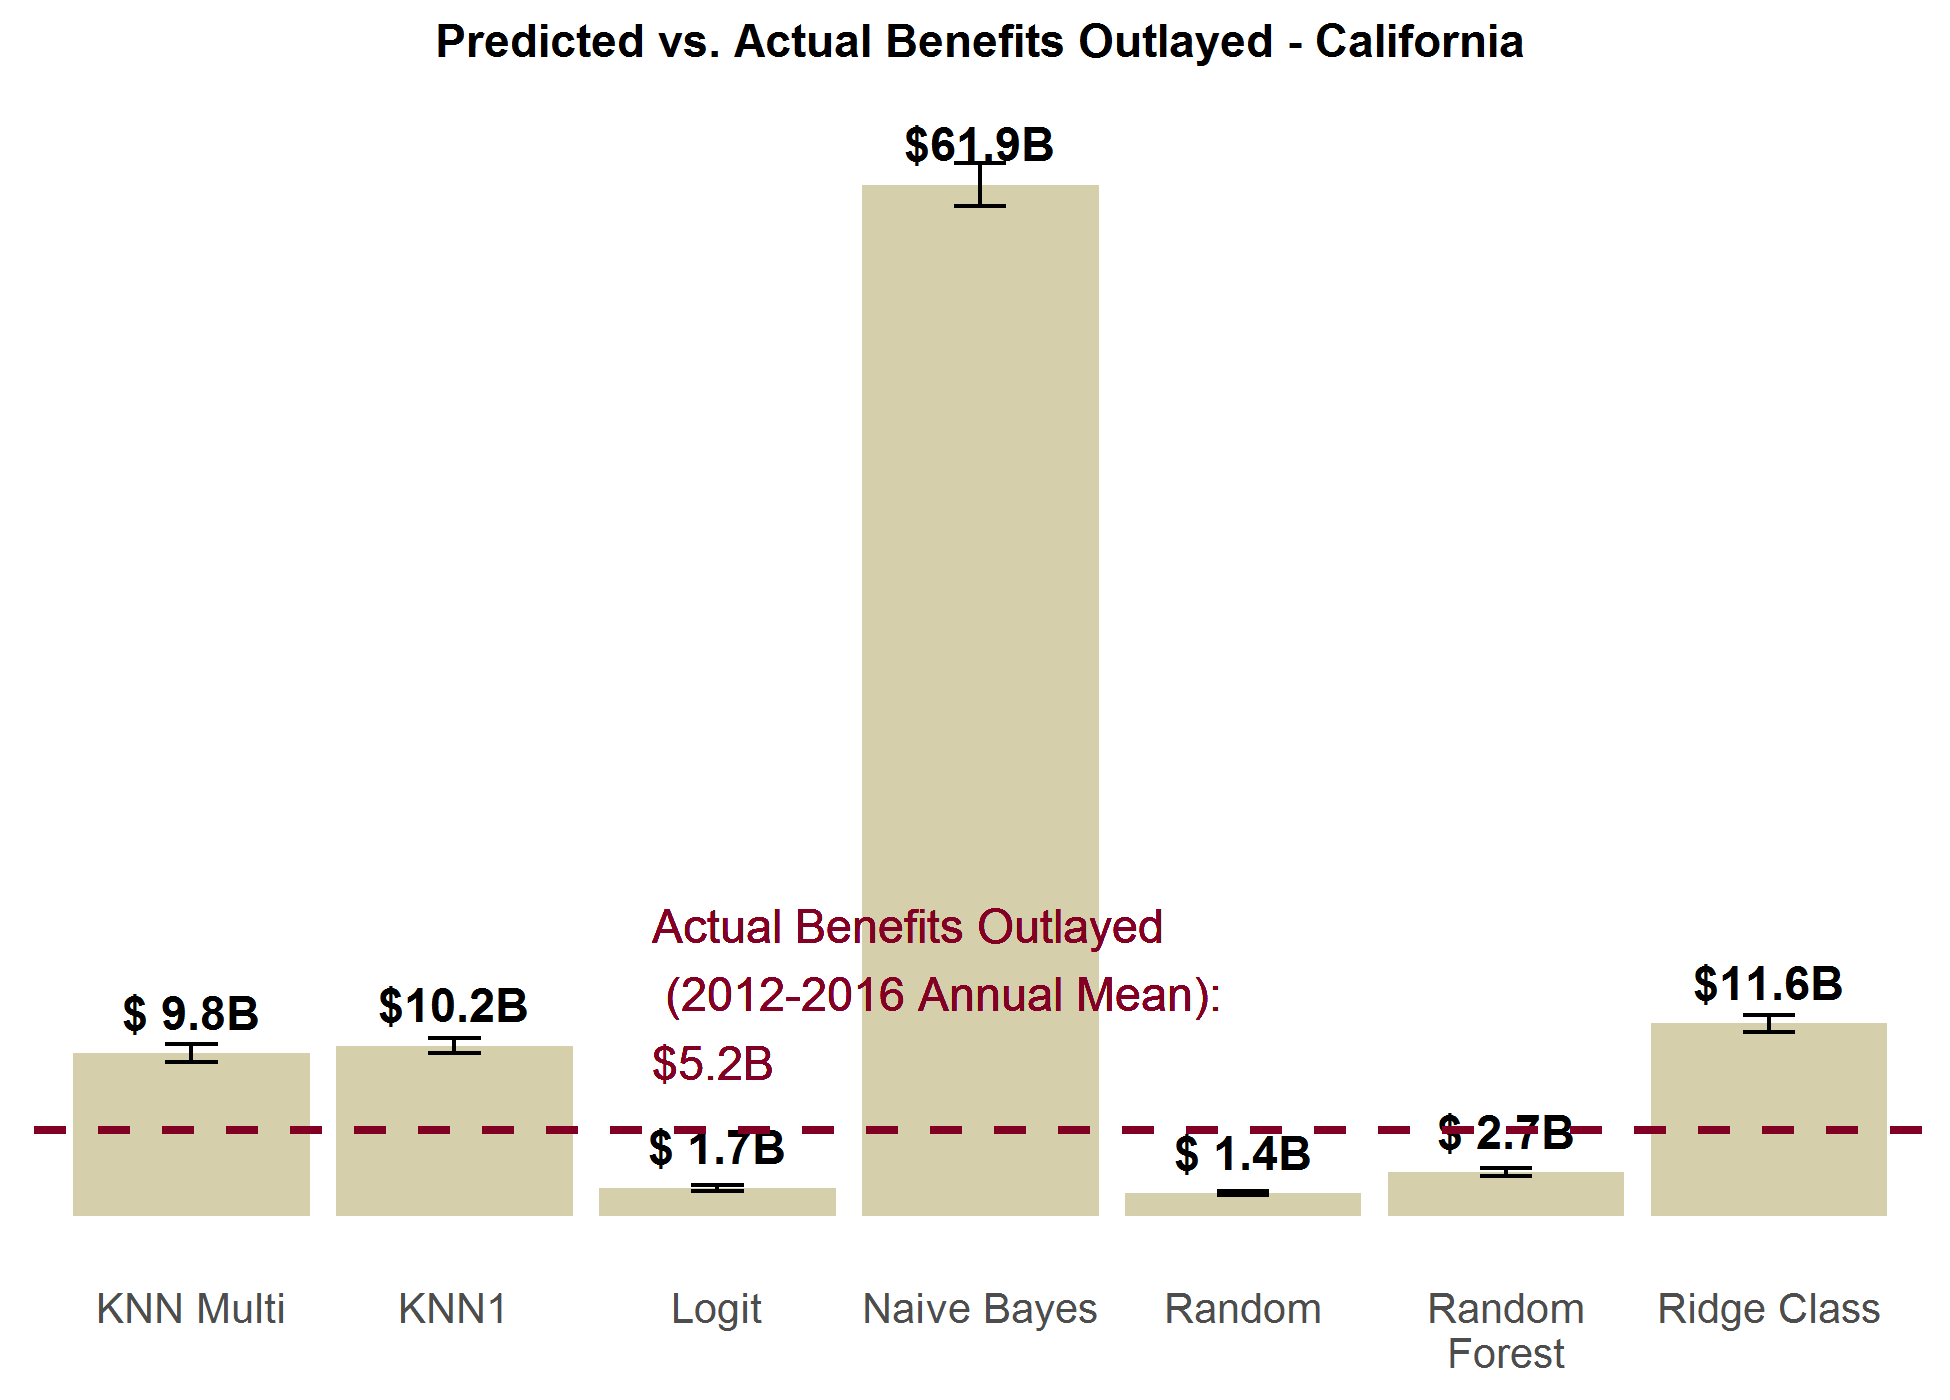 Predicted vs. Actual Benefits Outlayed - California
$61.9B
Actual Benefits Outlayed
(2012-2016 Annual Mean):
$5.2B
$ 9.8B
$10.2B
$ 1.7B
$ 1.4B
$ 2.7B
$11.6B
KNN Multi
KNN1
Logit
Naive Bayes
Random
Random
Forest
Ridge Class